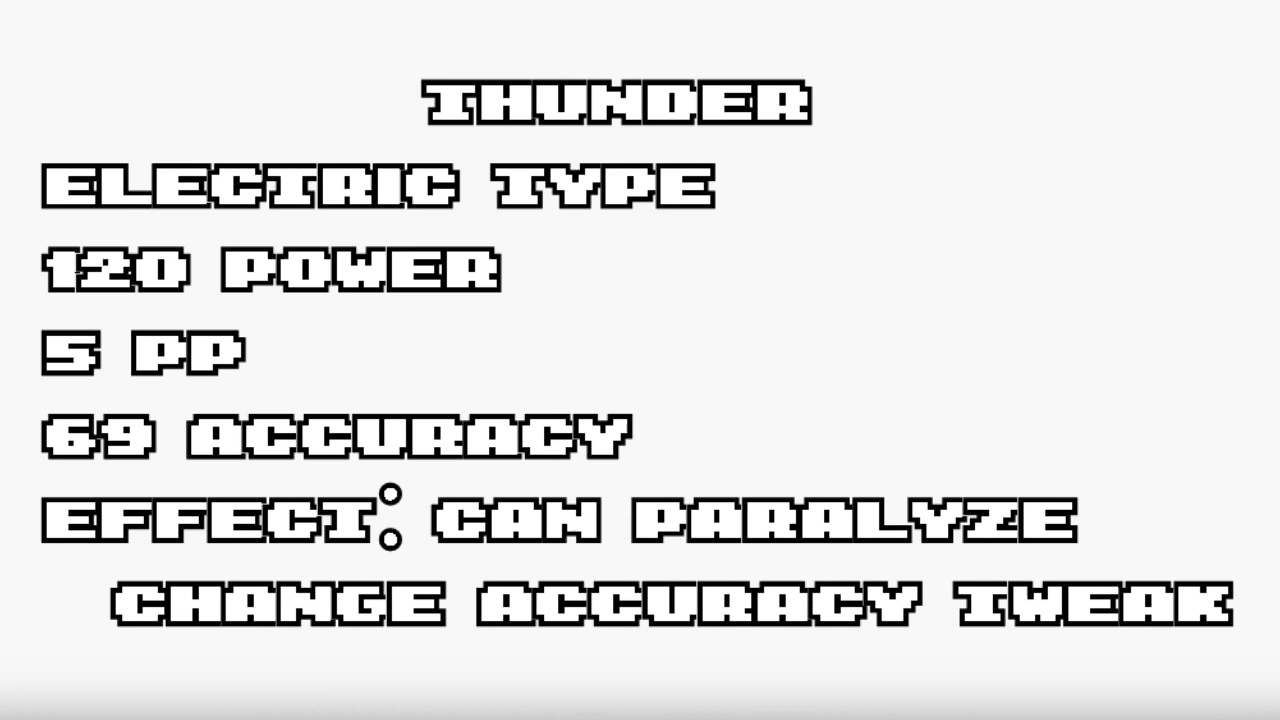 THUNDER
ELECTRIC TYPE
120 POWER
5 PP
69 ACCURACY
EFFECT: CAN PARALYZE
CHANGE ACCURACY TWEAK